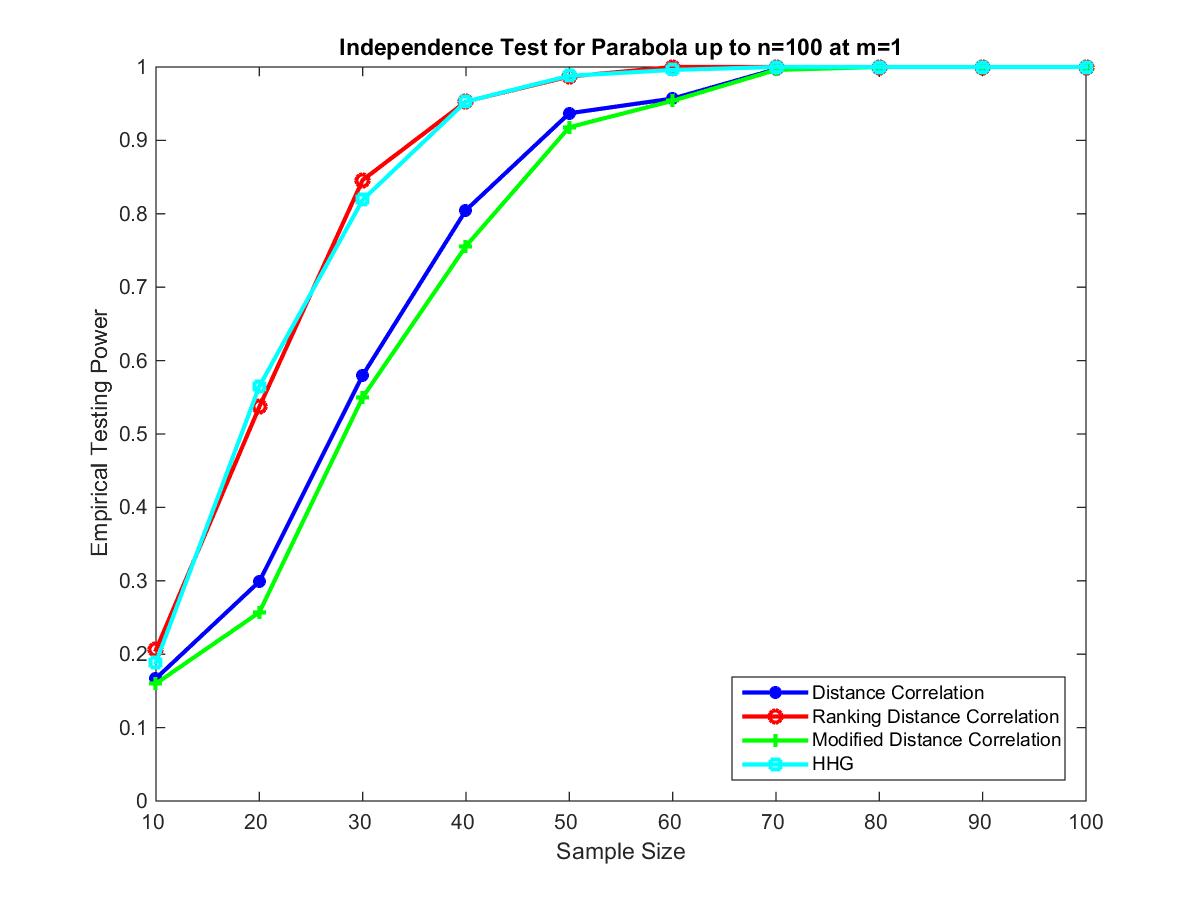 Independence Test for Parabola up to n=100 at m=1
1
0.9
0.8
0.7
0.6
0.5
0.4
0.3
0.2
0.1
0
Empirical Testing Power
10 20 30 40 50 60 70 80 90 100
Sample Size
Distance Correlation
Ranking Distance Correlation
Modified Distance Correlation
HHG